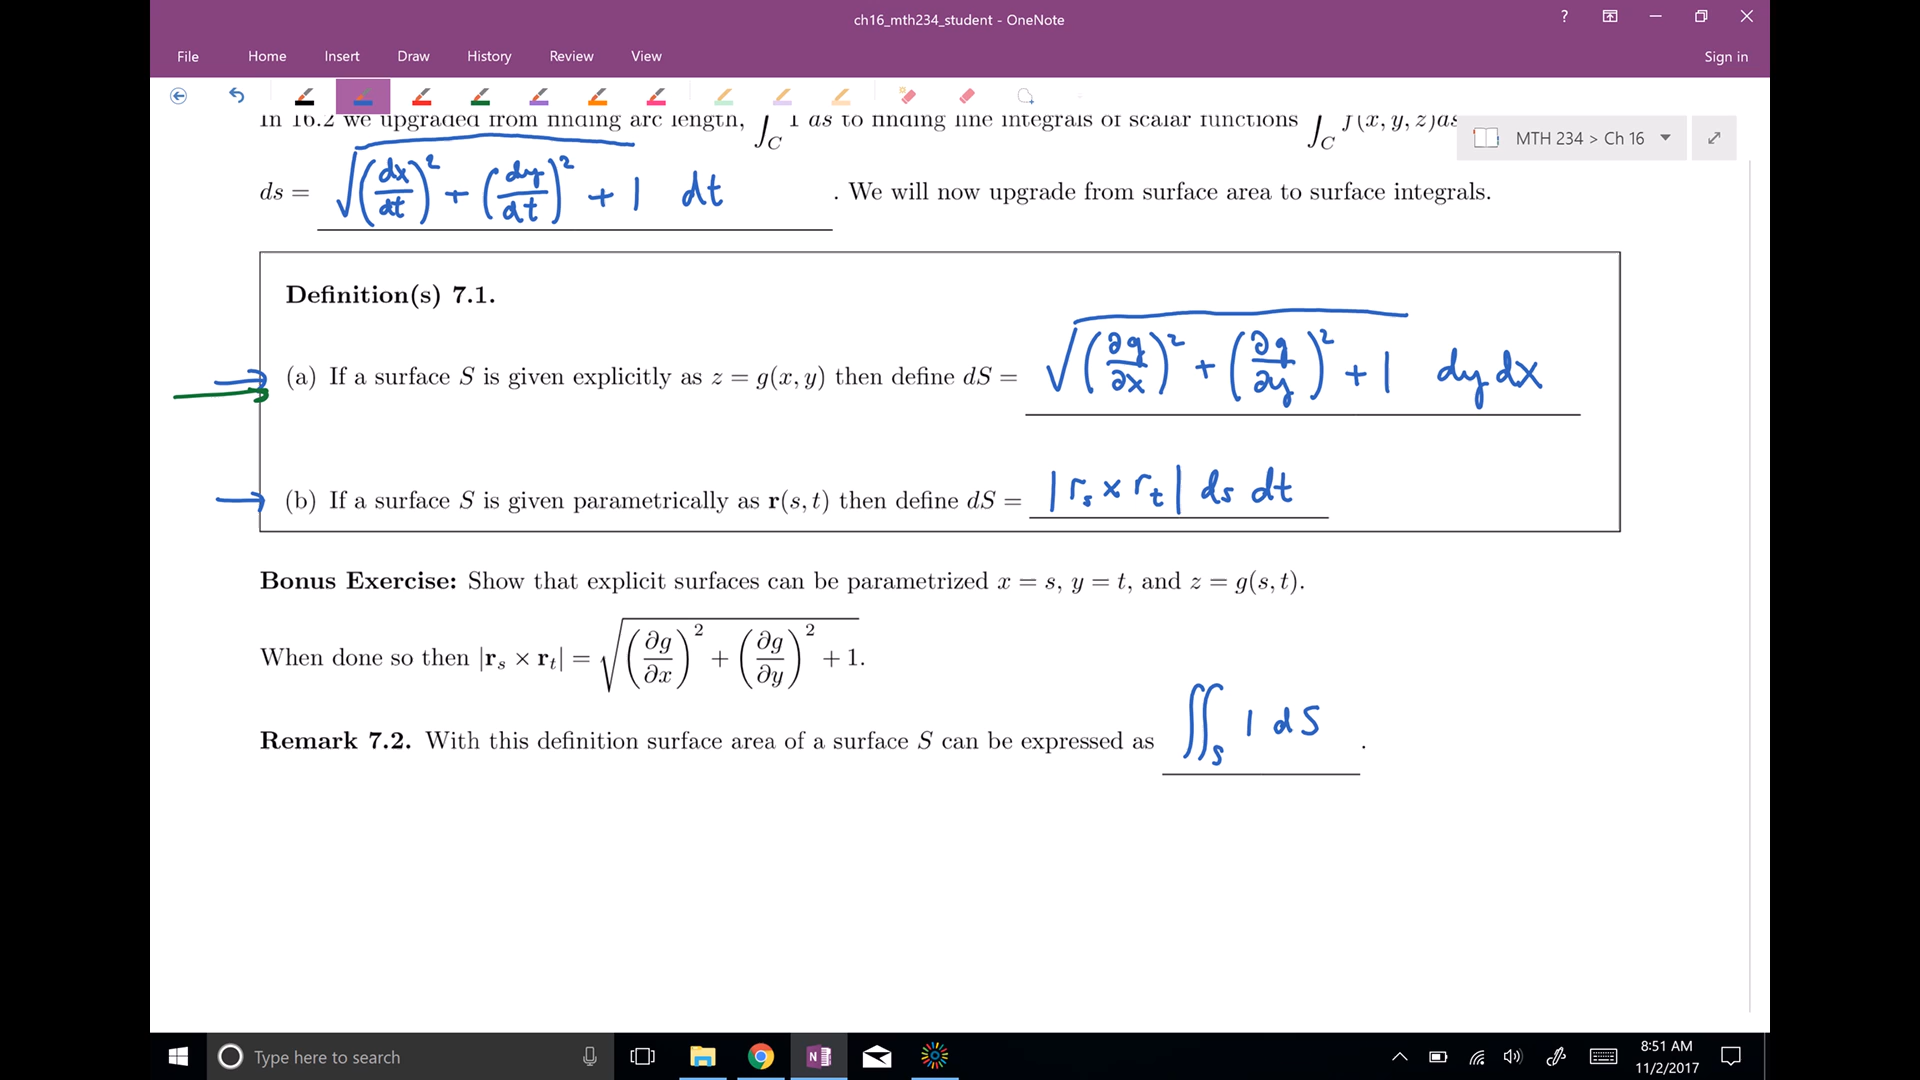 ch16_mth234_student - OneNote
?
File Home Insert Draw History Review View Sign in
In 16.2 we upgraded from finding arc length, ∫_C 1 ds to finding line integrals of scalar functions ∫_C f(x, y, z)ds
MTH 234 > Ch 16
ds = √((dx/dt)² + (dy/dt)² + 1) dt . We will now upgrade from surface area to surface integrals.
Definition(s) 7.1.
(a) If a surface S is given explicitly as z = g(x, y) then define dS = √((∂g/∂x)² + (∂g/∂y)² + 1) dy dx
(b) If a surface S is given parametrically as r(s, t) then define dS = |r_s × r_t| ds dt
Bonus Exercise: Show that explicit surfaces can be parametrized x = s, y = t, and z = g(s, t).
When done so then |r_s × r_t| = √((∂g/∂x)² + (∂g/∂y)² + 1).
Remark 7.2. With this definition surface area of a surface S can be expressed as ∬_S 1 dS .
Type here to search
8:51 AM
11/2/2017